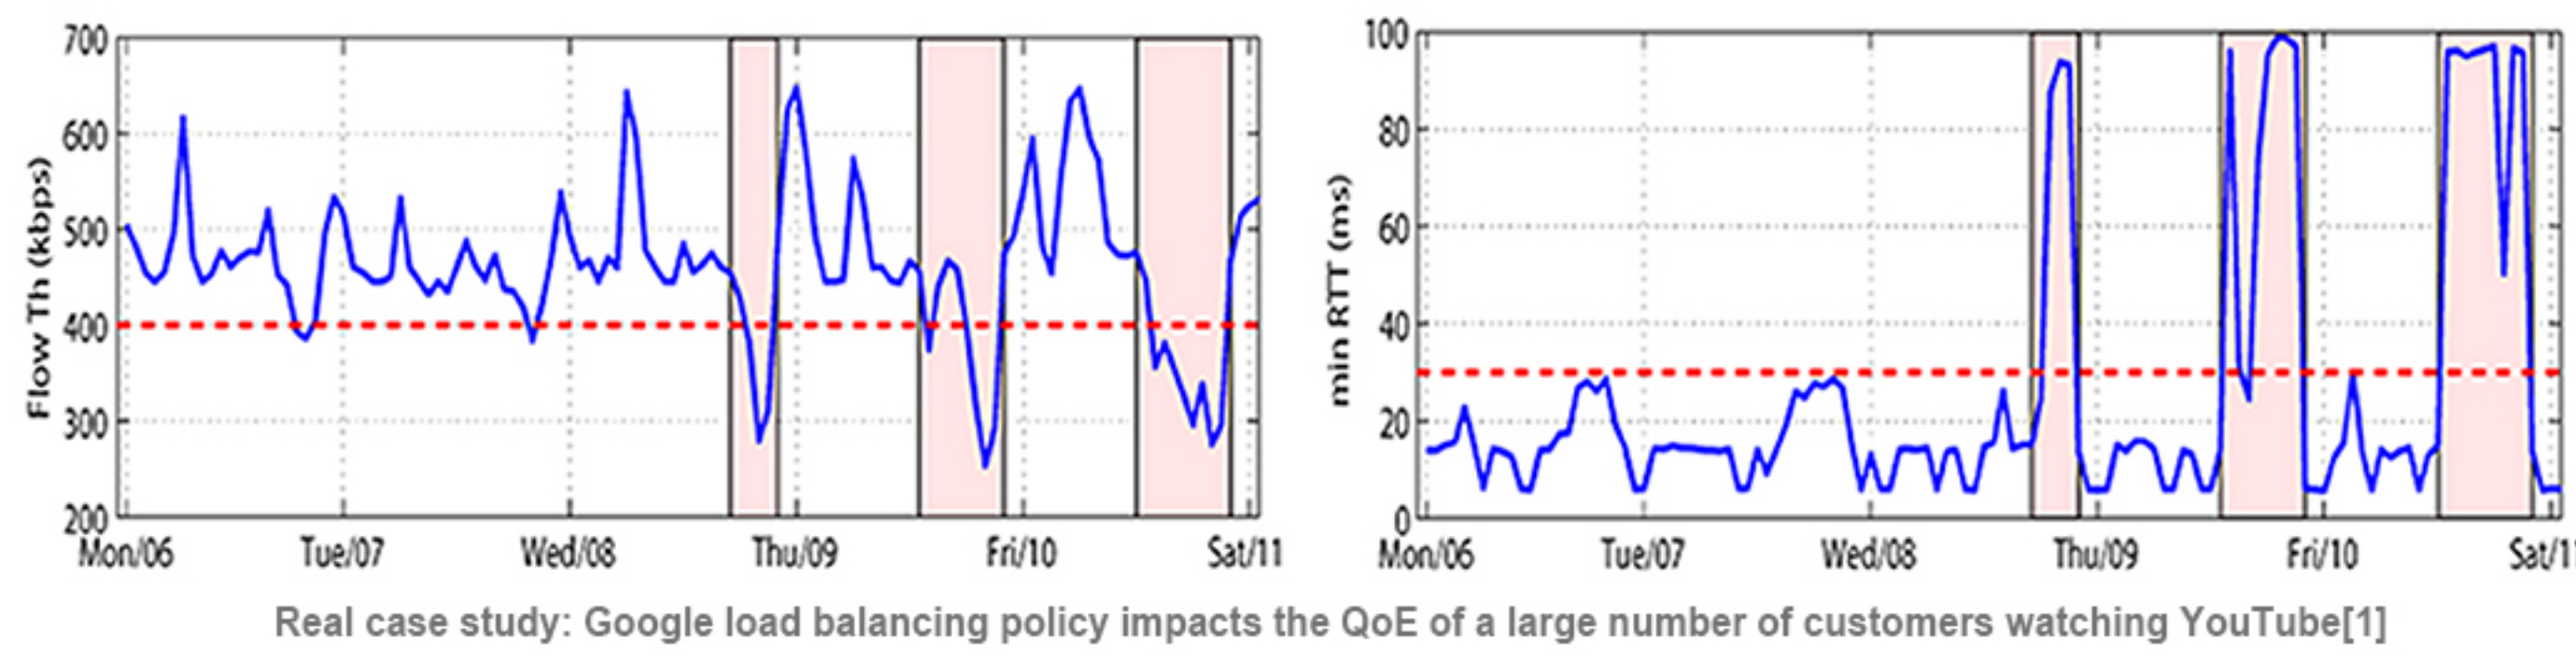 700
600
500
400
300
200
Flow Th (kbps)
Mon/06 Tue/07 Wed/08 Thu/09 Fri/10 Sat/11
100
80
60
40
20
0
min RTT (ms)
Mon/06 Tue/07 Wed/08 Thu/09 Fri/10 Sat/11
Real case study: Google load balancing policy impacts the QoE of a large number of customers watching YouTube[1]